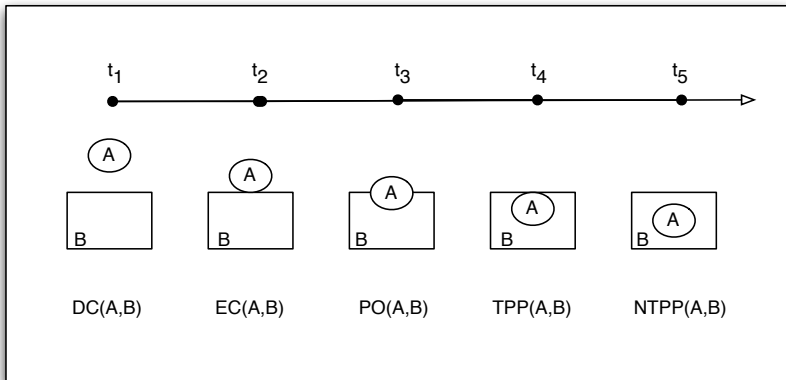 t1 t2 t3 t4 t5
A A A A A
B B B B B
DC(A,B) EC(A,B) PO(A,B) TPP(A,B) NTPP(A,B)